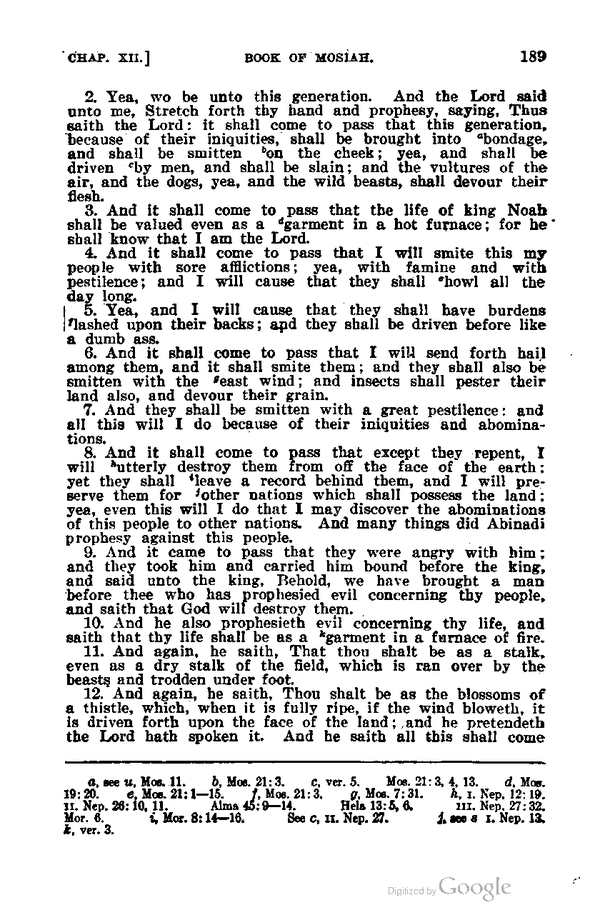 CHAP. XII.] BOOK OF MOSIAH. 189
2. Yea, wo be unto this generation. And the Lord said
unto me, Stretch forth thy hand and prophesy, saying, Thus
saith the Lord: it shall come to pass that this generation,
because of their iniquities, shall be brought into ᵃbondage,
and shall be smitten ᵇon the cheek; yea, and shall be
driven ᶜby men, and shall be slain; and the vultures of the
air, and the dogs, yea, and the wild beasts, shall devour their
flesh.
3. And it shall come to pass that the life of king Noah
shall be valued even as a ᵈgarment in a hot furnace; for he
shall know that I am the Lord.
4. And it shall come to pass that I will smite this my
people with sore afflictions; yea, with famine and with
pestilence; and I will cause that they shall ᵉhowl all the
day long.
5. Yea, and I will cause that they shall have burdens
ᶠlashed upon their backs; and they shall be driven before like
a dumb ass.
6. And it shall come to pass that I will send forth hail
among them, and it shall smite them; and they shall also be
smitten with the ᵍeast wind; and insects shall pester their
land also, and devour their grain.
7. And they shall be smitten with a great pestilence: and
all this will I do because of their iniquities and abomina-
tions.
8. And it shall come to pass that except they repent, I
will ʰutterly destroy them from off the face of the earth:
yet they shall ⁱleave a record behind them, and I will pre-
serve them for ʲother nations which shall possess the land:
yea, even this will I do that I may discover the abominations
of this people to other nations. And many things did Abinadi
prophesy against this people.
9. And it came to pass that they were angry with him;
and they took him and carried him bound before the king,
and said unto the king, Behold, we have brought a man
before thee who has prophesied evil concerning thy people,
and saith that God will destroy them.
10. And he also prophesieth evil concerning thy life, and
saith that thy life shall be as a ᵏgarment in a furnace of fire.
11. And again, he saith, That thou shalt be as a stalk,
even as a dry stalk of the field, which is ran over by the
beasts and trodden under foot.
12. And again, he saith, Thou shalt be as the blossoms of
a thistle, which, when it is fully ripe, if the wind bloweth, it
is driven forth upon the face of the land; and he pretendeth
the Lord hath spoken it. And he saith all this shall come
a, see u, Mos. 11. b, Mos. 21:3. c, ver. 5. Mos. 21:3, 4, 13. d, Mos.
19:20. e, Mos. 21:1—15. f, Mos. 21:3. g, Mos. 7:31. h, I. Nep. 12:19.
II. Nep. 26:10, 11. Alma 45:9—14. Hela 13:5, 6. III. Nep. 27:32.
Mor. 6. i, Mor. 8:14—16. See c, II. Nep. 27. j, see s I. Nep. 13.
k, ver. 3.
Digitized by Google